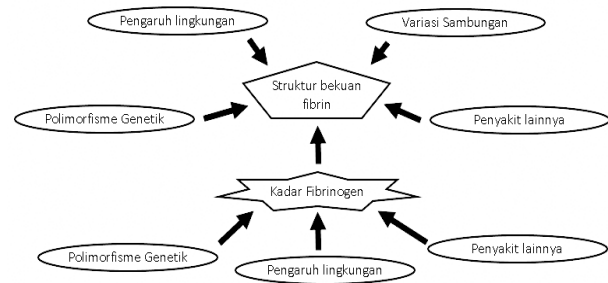 Pengaruh lingkungan
Variasi Sambungan
Struktur bekuan
fibrin
Polimorfisme Genetik
Penyakit lainnya
Kadar Fibrinogen
Polimorfisme Genetik
Pengaruh lingkungan
Penyakit lainnya